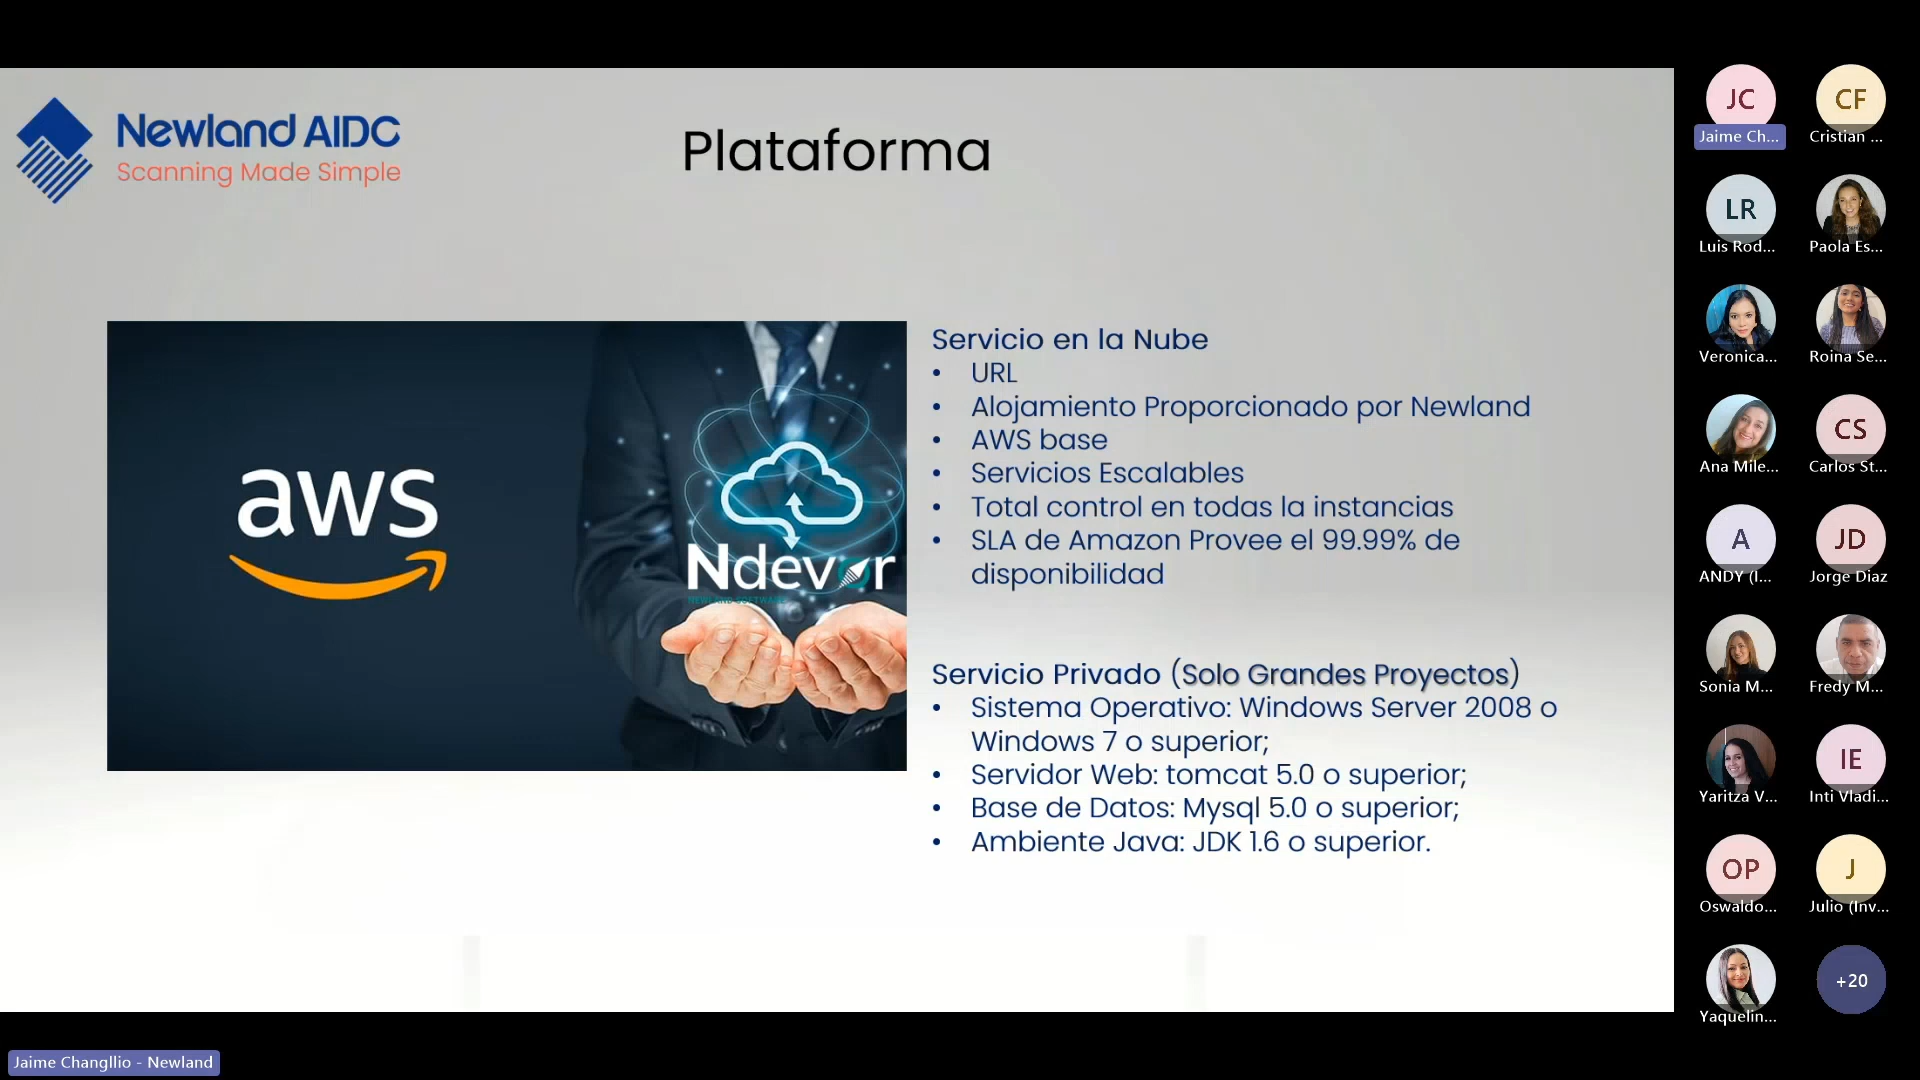 Newland AIDC
Scanning Made Simple
Plataforma
aws
Ndevor
NEWLAND SOFTWARE
Servicio en la Nube
• URL
• Alojamiento Proporcionado por Newland
• AWS base
• Servicios Escalables
• Total control en todas la instancias
• SLA de Amazon Provee el 99.99% de
disponibilidad
Servicio Privado (Solo Grandes Proyectos)
• Sistema Operativo: Windows Server 2008 o
Windows 7 o superior;
• Servidor Web: tomcat 5.0 o superior;
• Base de Datos: Mysql 5.0 o superior;
• Ambiente Java: JDK 1.6 o superior.
JC
Jaime Ch...
CF
Cristian ...
LR
Luis Rod...
Paola Es...
Veronica...
Roina Se...
Ana Mile...
CS
Carlos St...
A
ANDY (I...
JD
Jorge Diaz
Sonia M...
Fredy M...
Yaritza V...
IE
Inti Vladi...
OP
Oswaldo...
J
Julio (Inv...
Yaquelin...
+20
Jaime Changllio - Newland